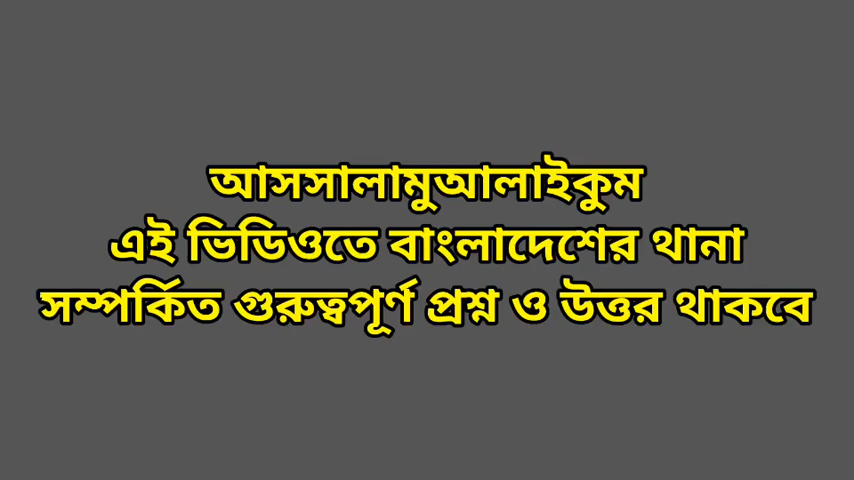 আসসালামুআলাইকুম
এই ভিডিওতে বাংলাদেশের থানা
সম্পর্কিত গুরুত্বপূর্ণ প্রশ্ন ও উত্তর থাকবে